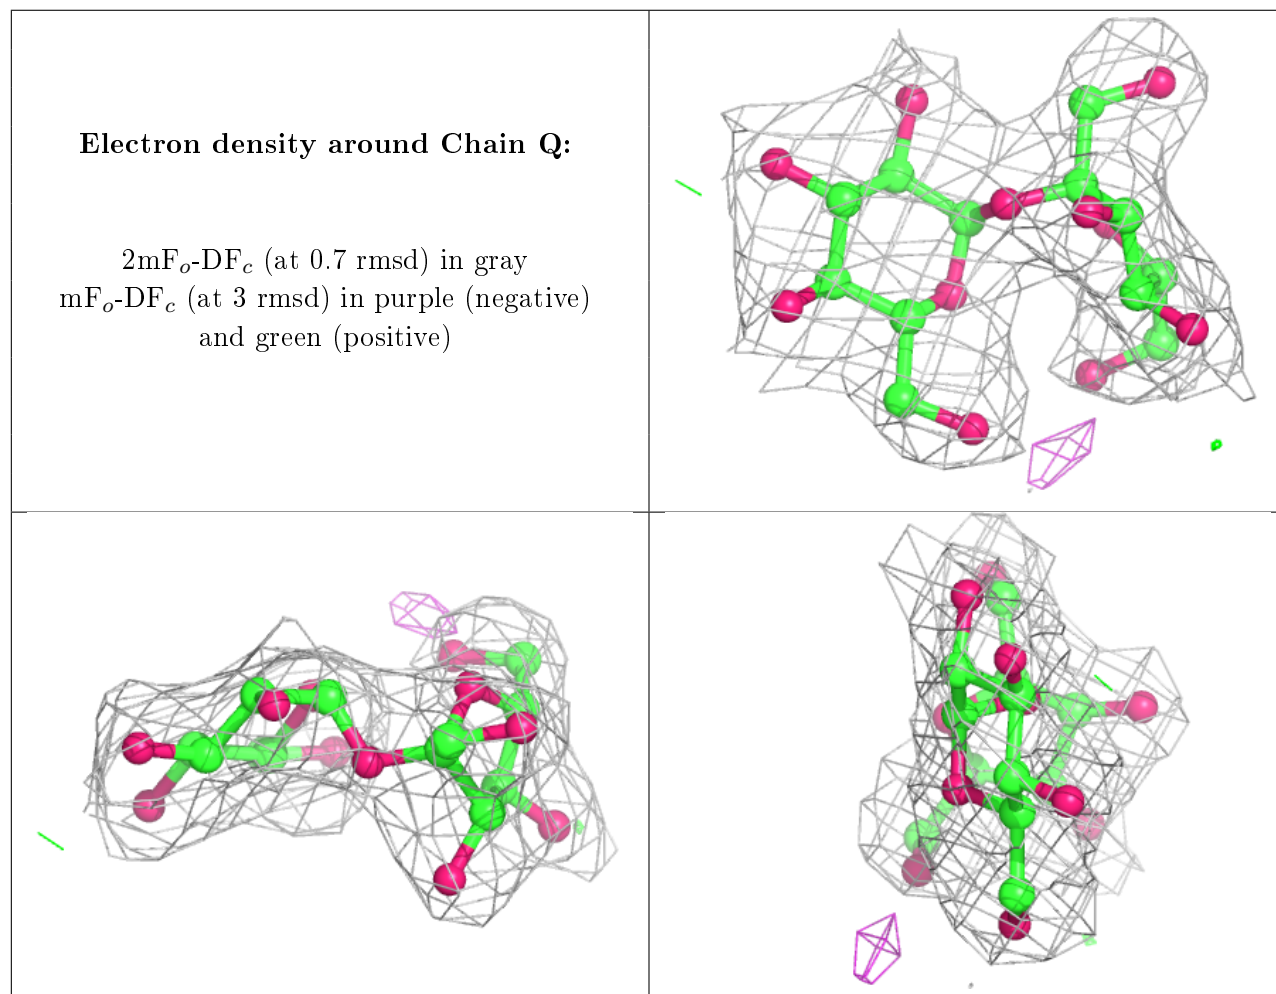 Electron density around Chain Q:
2mFₒ-DF𝒸 (at 0.7 rmsd) in gray
mFₒ-DF𝒸 (at 3 rmsd) in purple (negative)
and green (positive)